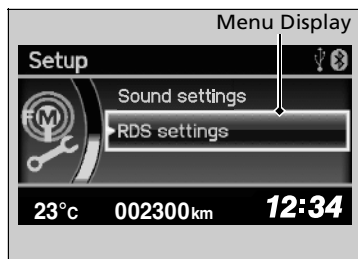 Menu Display
Setup
Sound settings
FM
RDS settings
23°c 002300km 12:34